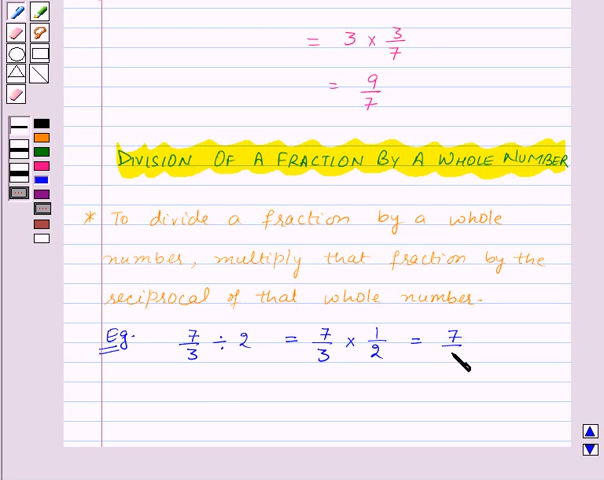 = 3 × 3/7
= 9/7
DIVISION OF A FRACTION BY A WHOLE NUMBER
* To divide a fraction by a whole
number, multiply that fraction by the
reciprocal of that whole number.
Eg. 7/3 ÷ 2 = 7/3 × 1/2 = 7/